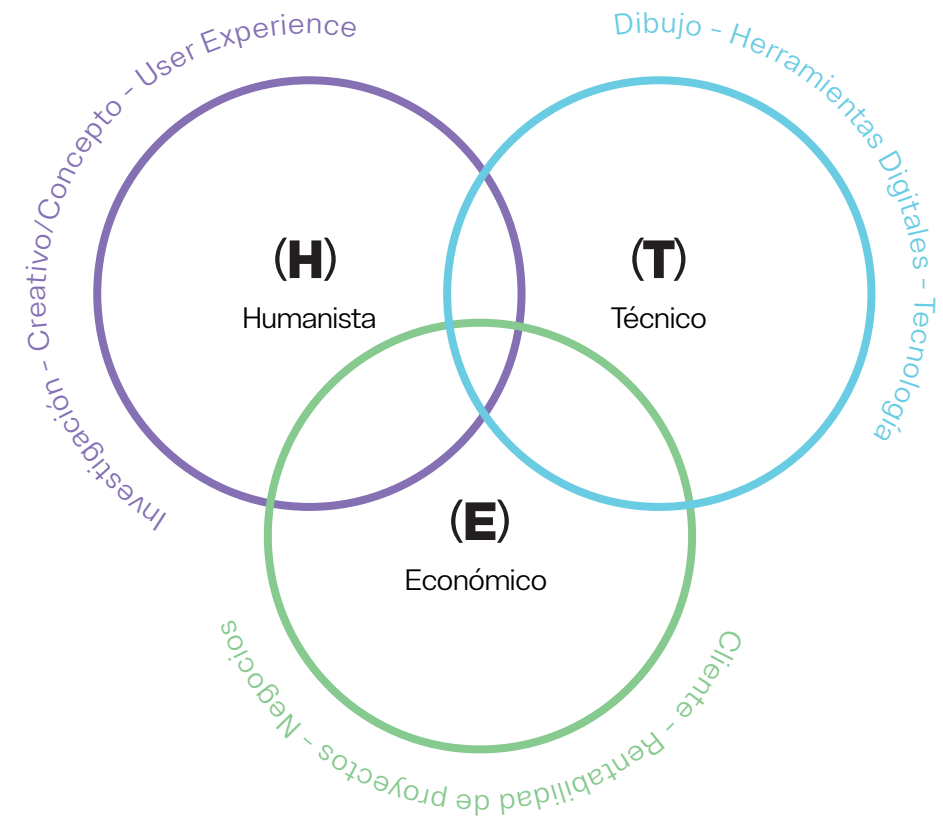 Investigación - Creativo/Concepto - User Experience
Dibujo - Herramientas Digitales - Tecnología
(H)
Humanista
(T)
Técnico
(E)
Económico
Cliente - Rentabilidad de proyectos - Negocios